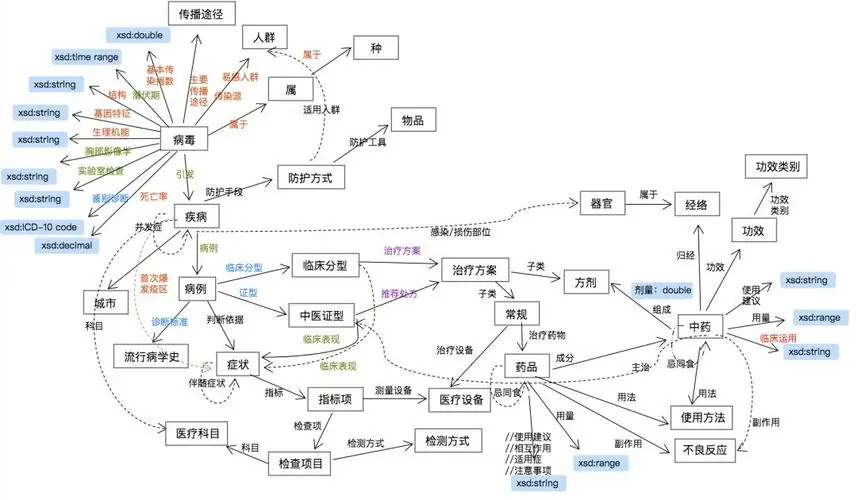 传播途径
xsd:double
人群
种
xsd:time range
属于
基本传
染指数
主要
传播
途径
易感人群
传染源
属
xsd:string
结构
潜伏期
适用人群
基因特征
属于
xsd:string
物品
生理机能
病毒
防护工具
xsd:string
胸部影像学
引发
防护方式
功效类别
xsd:string
实验室检查
防护手段
功效
类别
xsd:string
鉴别诊断
死亡率
疾病
器官
属于
经络
功效
xsd:ICD-10 code
并发症
感染/损伤部位
xsd:decimal
病例
治疗方案
归经
功效
首次爆
发疫区
临床分型
临床分型
治疗方案
子类
方剂
剂量：double
使用
建议
xsd:string
城市
病例
证型
推荐处方
子类
组成
用量
xsd:range
科目
诊断标准
判断依据
中医证型
常规
中药
临床运用
临床表现
治疗药物
xsd:string
流行病学史
症状
临床表现
治疗设备
药品
成分
主治
忌同食
伴随症状
指标
忌同食
用法
指标项
测量设备
医疗设备
用法
使用方法
用量
副作用
医疗科目
检查项
副作用
科目
检测方式
检测方式
//使用建议
//相互作用
//适用症
//注意事项
不良反应
检查项目
xsd:range
xsd:string